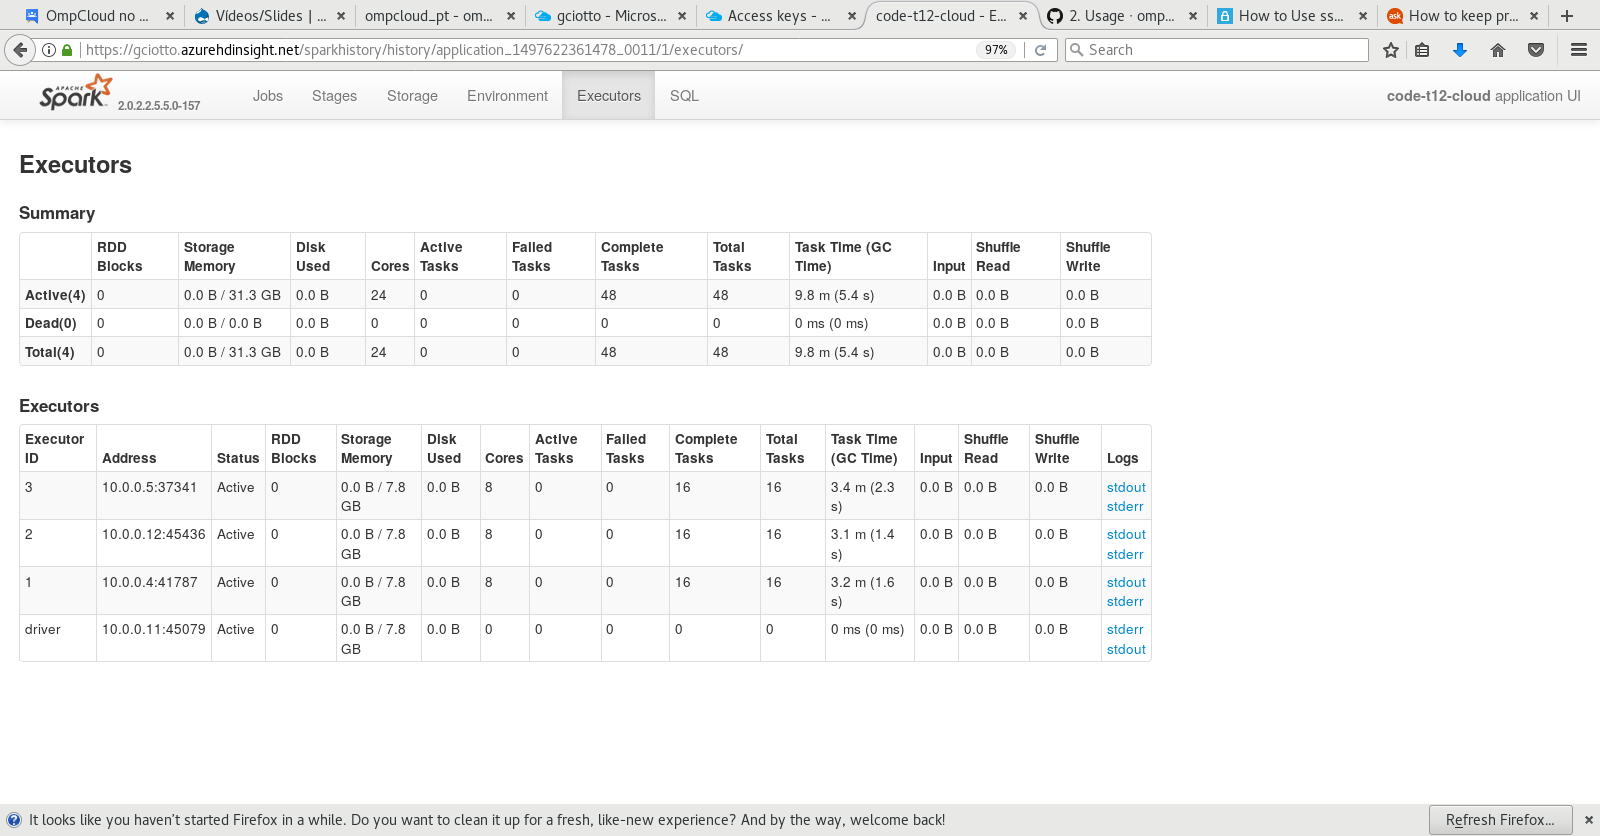 OmpCloud no ...
Vídeos/Slides | ...
ompcloud_pt - om...
gciotto - Micros...
Access keys - ...
code-t12-cloud - E...
2. Usage · omp...
How to Use ss...
ask How to keep pr...
https://gciotto.azurehdinsight.net/sparkhistory/history/application_1497622361478_0011/1/executors/
97%
Search
APACHE
Spark 2.0.2.2.5.5.0-157
Jobs Stages Storage Environment Executors SQL
code-t12-cloud application UI
Executors
Summary
RDD Blocks Storage Memory Disk Used Cores Active Tasks Failed Tasks Complete Tasks Total Tasks Task Time (GC Time) Input Shuffle Read Shuffle Write
Active(4) 0 0.0 B / 31.3 GB 0.0 B 24 0 0 48 48 9.8 m (5.4 s) 0.0 B 0.0 B 0.0 B
Dead(0) 0 0.0 B / 0.0 B 0.0 B 0 0 0 0 0 0 ms (0 ms) 0.0 B 0.0 B 0.0 B
Total(4) 0 0.0 B / 31.3 GB 0.0 B 24 0 0 48 48 9.8 m (5.4 s) 0.0 B 0.0 B 0.0 B
Executors
Executor ID Address Status RDD Blocks Storage Memory Disk Used Cores Active Tasks Failed Tasks Complete Tasks Total Tasks Task Time (GC Time) Input Shuffle Read Shuffle Write Logs
3 10.0.0.5:37341 Active 0 0.0 B / 7.8 GB 0.0 B 8 0 0 16 16 3.4 m (2.3 s) 0.0 B 0.0 B 0.0 B stdout stderr
2 10.0.0.12:45436 Active 0 0.0 B / 7.8 GB 0.0 B 8 0 0 16 16 3.1 m (1.4 s) 0.0 B 0.0 B 0.0 B stdout stderr
1 10.0.0.4:41787 Active 0 0.0 B / 7.8 GB 0.0 B 8 0 0 16 16 3.2 m (1.6 s) 0.0 B 0.0 B 0.0 B stdout stderr
driver 10.0.0.11:45079 Active 0 0.0 B / 7.8 GB 0.0 B 0 0 0 0 0 0 ms (0 ms) 0.0 B 0.0 B 0.0 B stderr stdout
It looks like you haven't started Firefox in a while. Do you want to clean it up for a fresh, like-new experience? And by the way, welcome back!
Refresh Firefox...